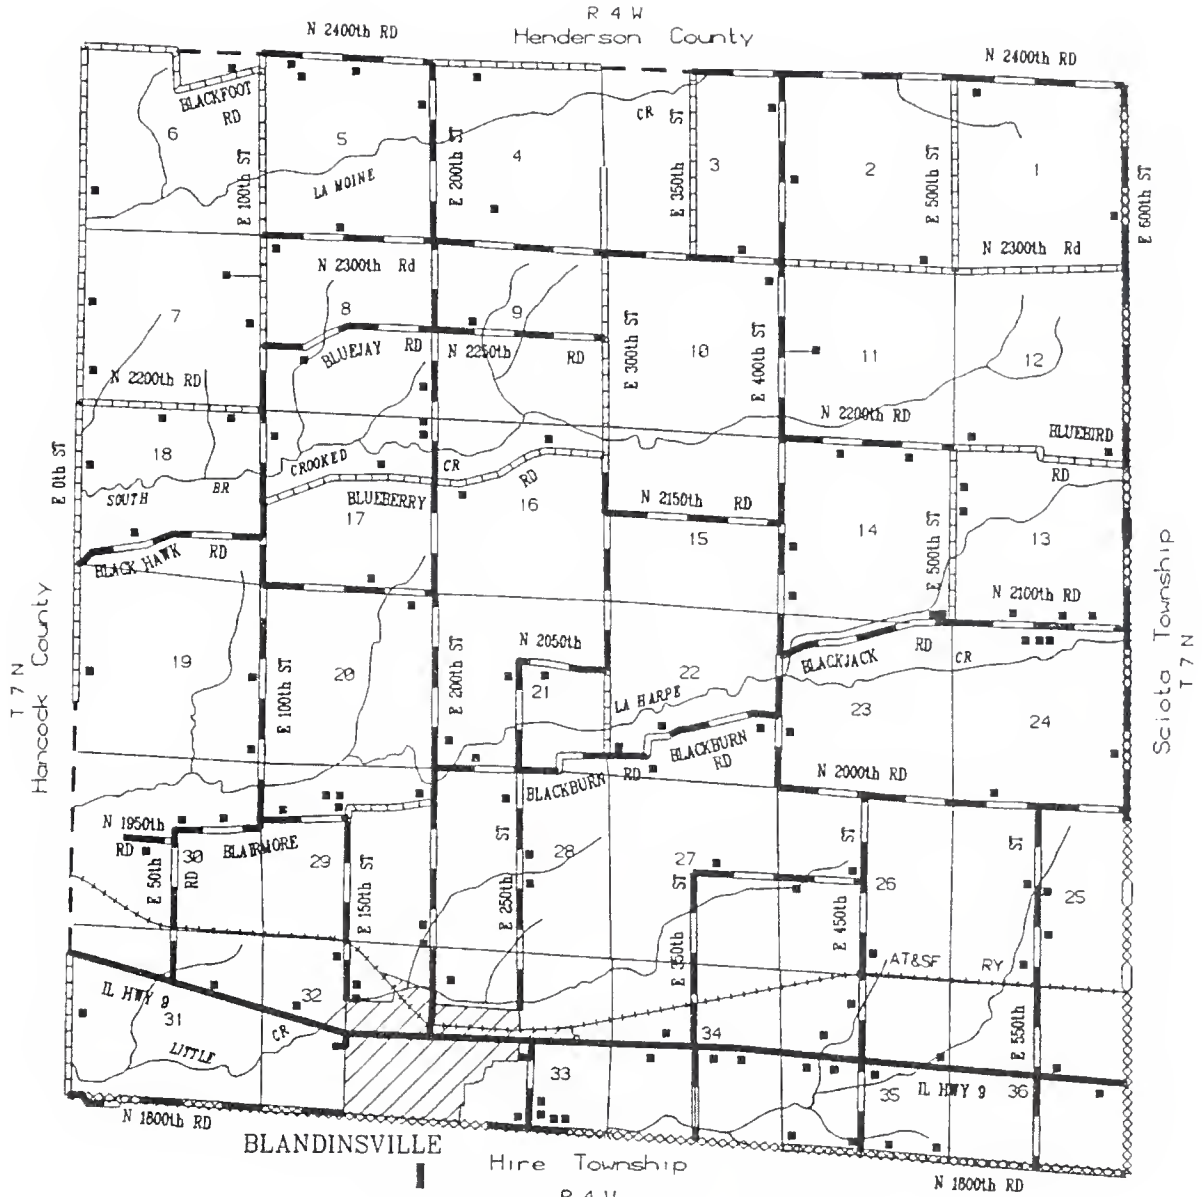 R 4 W
N 2400th RD
Henderson County
N 2400th RD
BLACKFOOT
RD
CR
6
5
4
3
2
1
E 100th ST
E 200th ST
E 350th ST
E 500th ST
E 600th ST
LA MOINE
N 2300th Rd
N 2300th Rd
7
8
9
10
11
12
BLUEJAY RD
N 2250th RD
E 300th ST
E 400th ST
N 2200th RD
N 2200th RD
BLUEBIRD
RD
E 0th ST
18
CROOKED
CR
SOUTH BR
BLUEBERRY
RD
17
16
N 2150th RD
15
14
13
E 500th ST
BLACK HAWK RD
N 2100th RD
Hancock County
T 7 N
Sciota Township
T 7 N
19
20
E 100th ST
E 200th ST
N 2050th
21
22
BLACKJACK RD
CR
LA HARPE
23
24
BLACKBURN
RD
BLACKBURN RD
N 2000th RD
N 1950th
RD
BLAIRMORE
RD
30
29
28
27
26
25
E 50th
E 150th ST
E 250th ST
E 350th ST
E 450th ST
E 550th ST
AT&SF RY
IL HWY 9
31
32
LITTLE
CR
33
34
35
36
IL HWY 9
N 1800th RD
BLANDINSVILLE
Hire Township
N 1800th RD